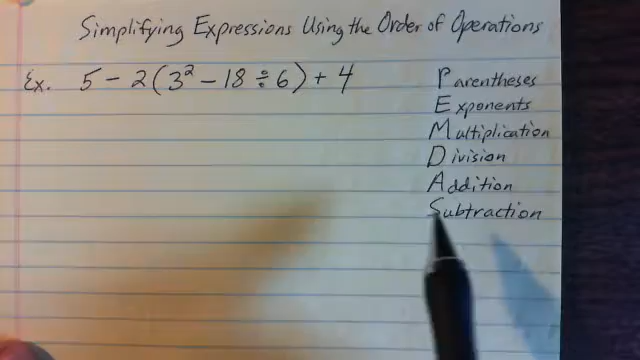 Simplifying Expressions Using the Order of Operations
Ex. 5 - 2(3² - 18 ÷ 6) + 4
Parentheses
Exponents
Multiplication
Division
Addition
Subtraction